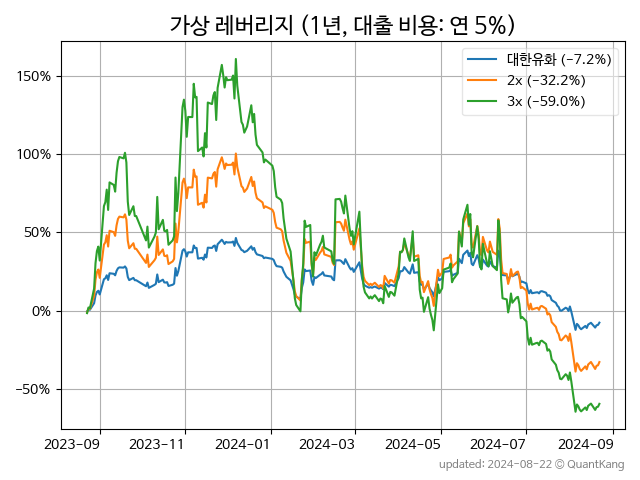 가상 레버리지 (1년, 대출 비용: 연 5%)
대한유화 (−7.2%)
2x (−32.2%)
3x (−59.0%)
150%
100%
50%
0%
−50%
2023-09 2023-11 2024-01 2024-03 2024-05 2024-07 2024-09
updated: 2024-08-22 © QuantKang